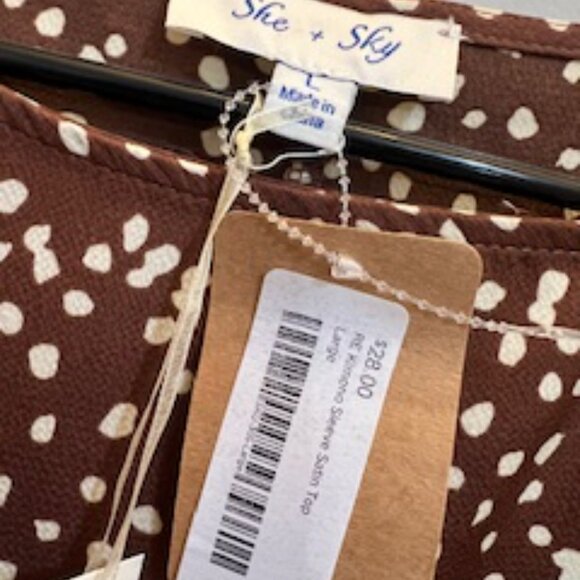 She + Sky
L
Made in
$28.00
RE Kimono Sleeve Satin Top
Large